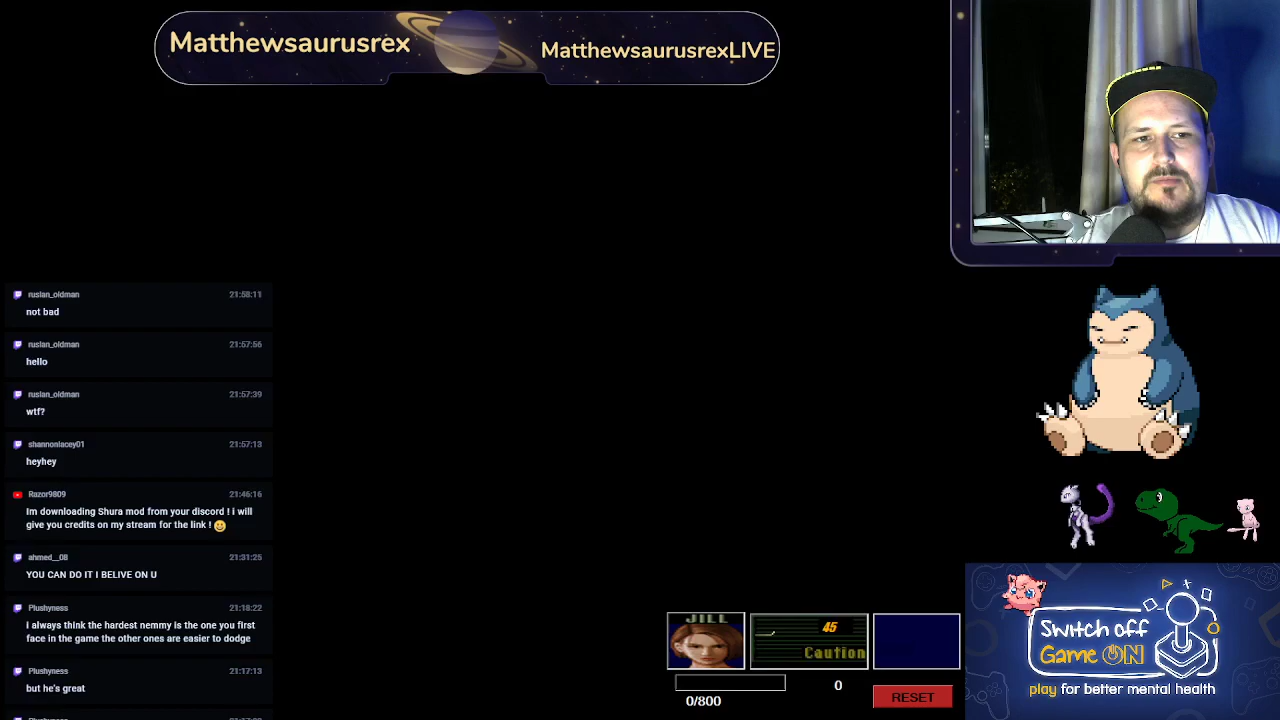 Matthewsaurusrex
MatthewsaurusrexLIVE
ruslan_oldman 21:58:11
not bad
ruslan_oldman 21:57:56
hello
ruslan_oldman 21:57:39
wtf?
shannonlacey01 21:57:13
heyhey
Razor9809 21:46:16
Im downloading Shura mod from your discord ! i will
give you credits on my stream for the link !
ahmed__08 21:31:25
YOU CAN DO IT I BELIVE ON U
Plushyness 21:18:22
i always think the hardest nemmy is the one you first
face in the game the other ones are easier to dodge
Plushyness 21:17:13
but he's great
JILL
45
Caution
0
0/800
RESET
Switch off
Game ON
play for better mental health